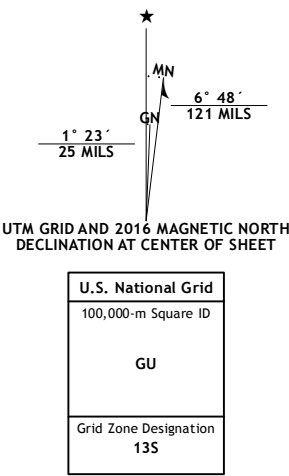 ★
MN
6° 48´
121 MILS
GN
1° 23´
25 MILS
UTM GRID AND 2016 MAGNETIC NORTH
DECLINATION AT CENTER OF SHEET
U.S. National Grid
100,000-m Square ID
GU
Grid Zone Designation
13S